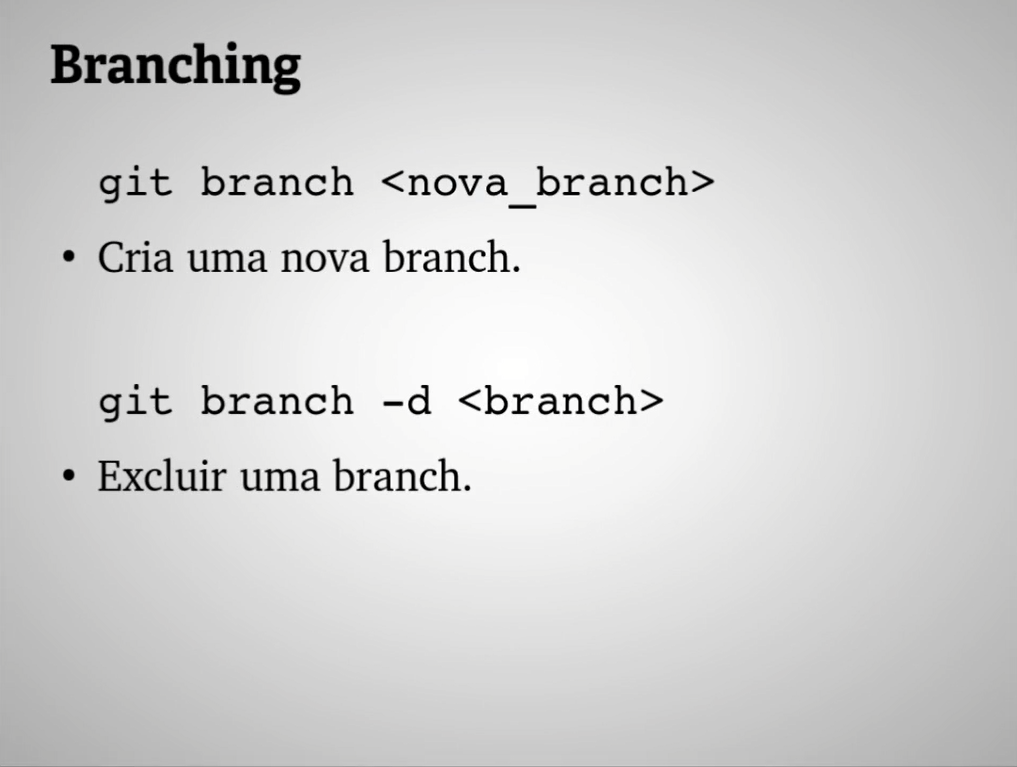 Branching
git branch <nova_branch>
• Cria uma nova branch.
git branch -d <branch>
• Excluir uma branch.